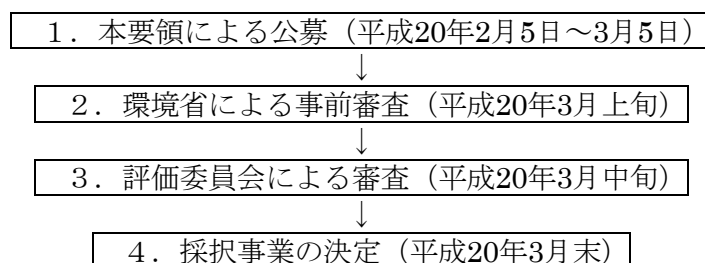 １．本要領による公募（平成20年2月5日～3月5日）
↓
２．環境省による事前審査（平成20年3月上旬）
↓
３．評価委員会による審査（平成20年3月中旬）
↓
４．採択事業の決定（平成20年3月末）